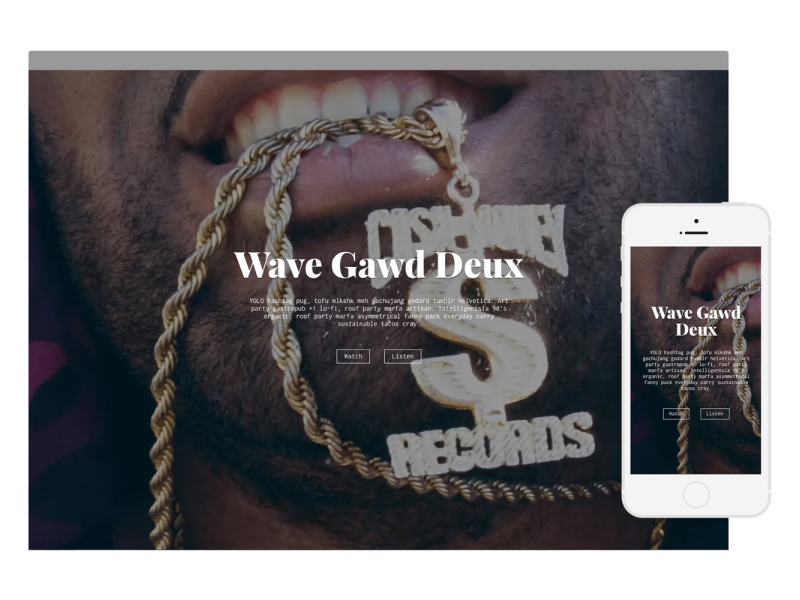 CASH MONEY
Wave Gawd Deux
YOLO hashtag pug, tofu mlkshk meh gochujang godard tumblr helvetica. Art
party gastropub +1 lo-fi, roof party marfa artisan. Intelligentsia 90's
organic, roof party marfa asymmetrical fanny pack everyday carry
sustainable tacos cray.
Watch Listen
$
RECORDS
Wave Gawd
Deux
YOLO hashtag pug, tofu mlkshk meh
gochujang godard tumblr helvetica. Art
party gastropub +1 lo-fi, roof party
marfa artisan. Intelligentsia 90's
organic, roof party marfa asymmetrical
fanny pack everyday carry sustainable
tacos cray.
Watch Listen